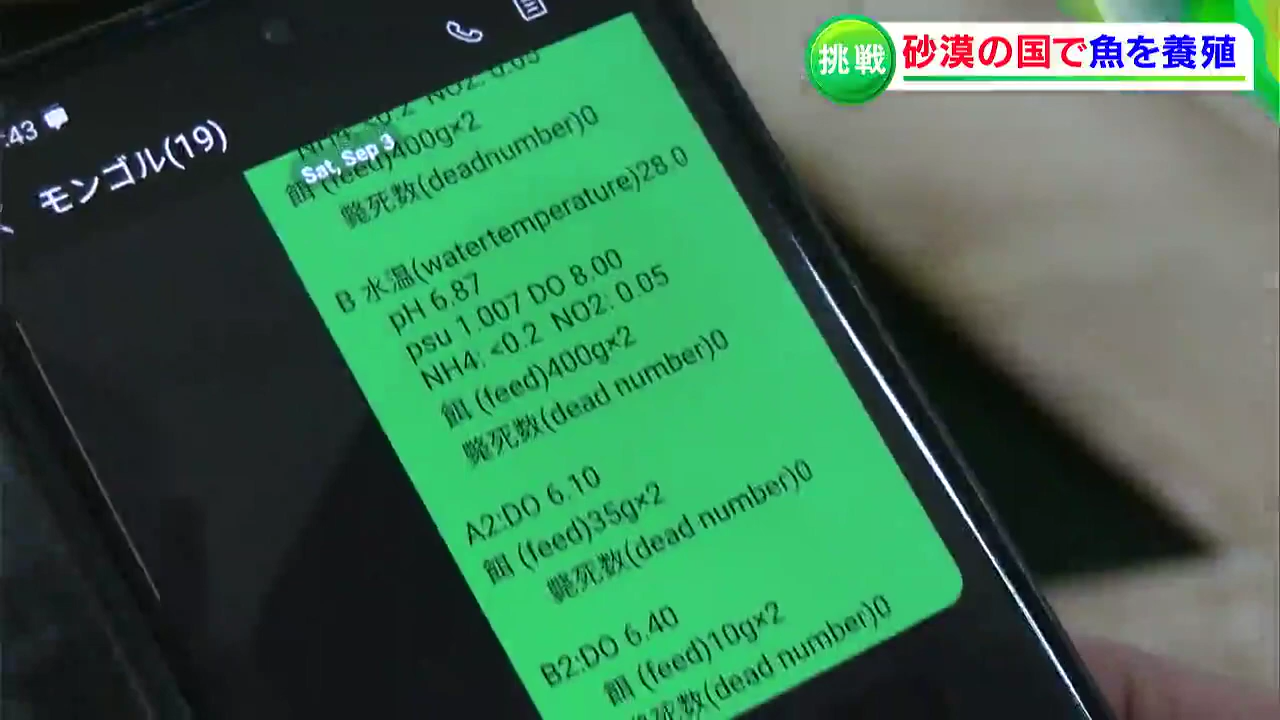 挑戦
砂漠の国で魚を養殖
:43
モンゴル(19)
NO2: 0.05
Sat, Sep 3
餌 (feed)400g×2
斃死数(deadnumber)0
B 水温(watertemperature)28.0
pH 6.87
psu 1.007 DO 8.00
NH4: <0.2 NO2: 0.05
餌 (feed)400g×2
斃死数(dead number)0
A2:DO 6.10
餌 (feed)35g×2
斃死数(dead number)0
B2:DO 6.40
餌 (feed)10g×2
死数(dead number)0